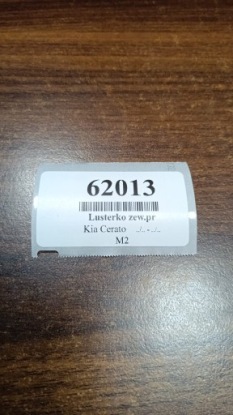 62013
Lusterko zew.pr
Kia Cerato ../.. - ../..
M2